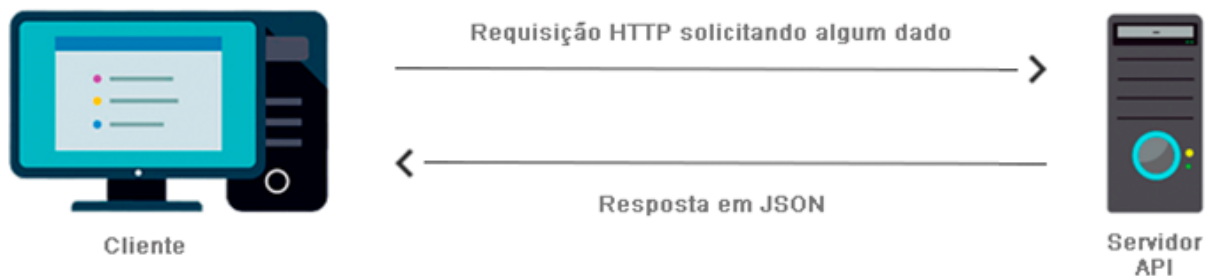 Requisição HTTP solicitando algum dado
Resposta em JSON
Cliente
Servidor
API